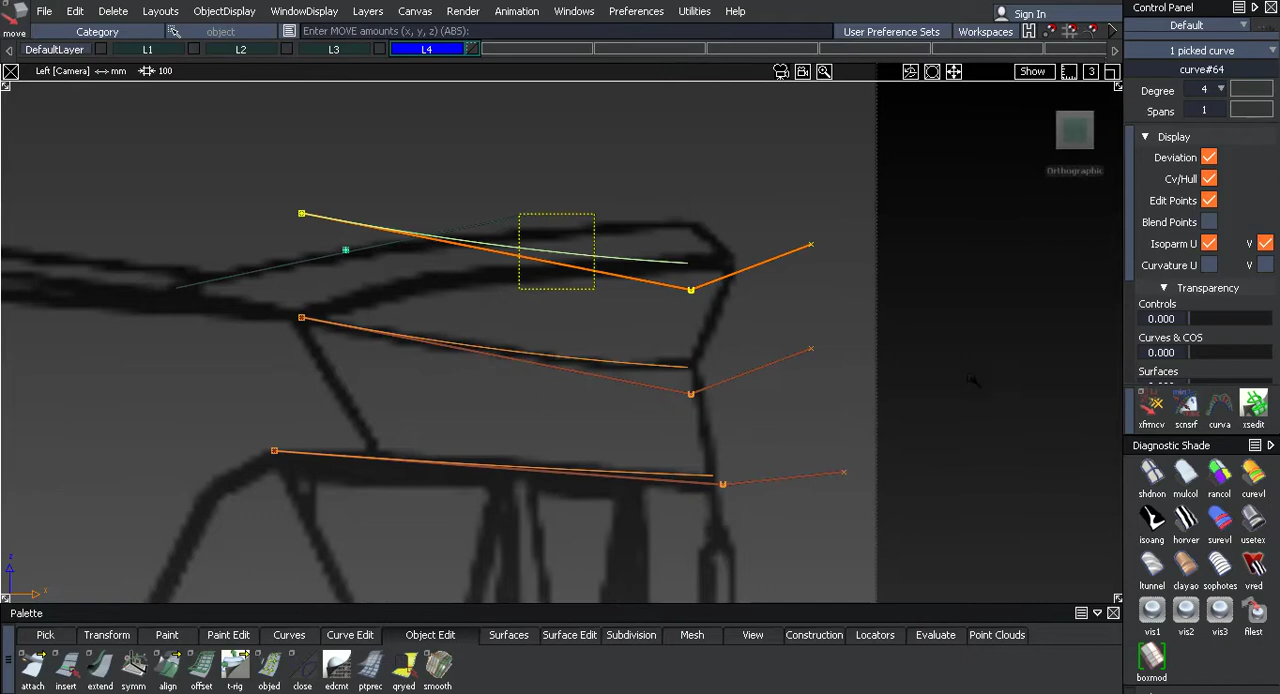 File Edit Delete Layouts ObjectDisplay WindowDisplay Layers Canvas Render Animation Windows Preferences Utilities Help
Sign In
Control Panel
move
Category
object
Enter MOVE amounts (x, y, z) (ABS):
User Preference Sets
Workspaces
Default
DefaultLayer
L1
L2
L3
L4
1 picked curve
Left [Camera] <-> mm
100
Show
3
curve#64
Degree 4
Spans 1
Display
Deviation
Cv/Hull
Edit Points
Blend Points
Isoparm U V
Curvature U V
Transparency
Controls
0.000
Curves & COS
0.000
Surfaces
Orthographic
xfrmcv scnsrf curva xsedit
Diagnostic Shade
shdnon mulcol rancol curevl
isoang horver surevl usetex
ltunnel clayao sophotes vred
vis1 vis2 vis3 filest
boxmod
z
x
Palette
Pick Transform Paint Paint Edit Curves Curve Edit Object Edit Surfaces Surface Edit Subdivision Mesh View Construction Locators Evaluate Point Clouds
attach insert extend symm align offset t-rig objed close edcmt ptprec qryed smooth